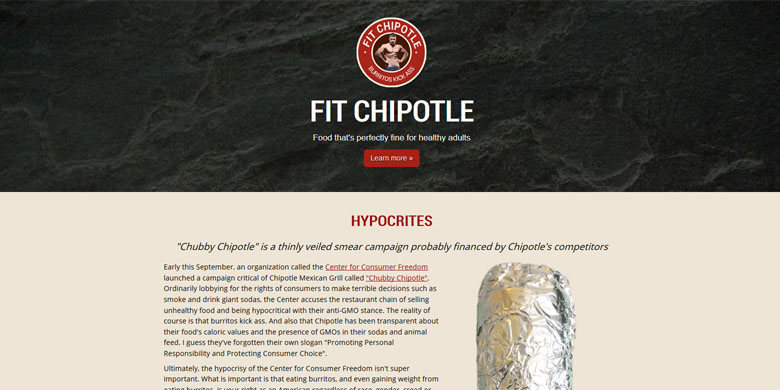 FIT CHIPOTLE
BURRITOS KICK ASS
FIT CHIPOTLE
Food that's perfectly fine for healthy adults
Learn more »
HYPOCRITES
"Chubby Chipotle" is a thinly veiled smear campaign probably financed by Chipotle's competitors
Early this September, an organization called the Center for Consumer Freedom
launched a campaign critical of Chipotle Mexican Grill called "Chubby Chipotle".
Ordinarily lobbying for the rights of consumers to make terrible decisions such as
smoke and drink giant sodas, the Center accuses the restaurant chain of selling
unhealthy food and being hypocritical with their anti-GMO stance. The reality of
course is that burritos kick ass. And also that Chipotle has been transparent about
their food's caloric values and the presence of GMOs in their sodas and animal
feed. I guess they've forgotten their own slogan "Promoting Personal
Responsibility and Protecting Consumer Choice".
Ultimately, the hypocrisy of the Center for Consumer Freedom isn't super
important. What is important is that eating burritos, and even gaining weight from
eating burritos, is your right as an American regardless of race, gender, creed or